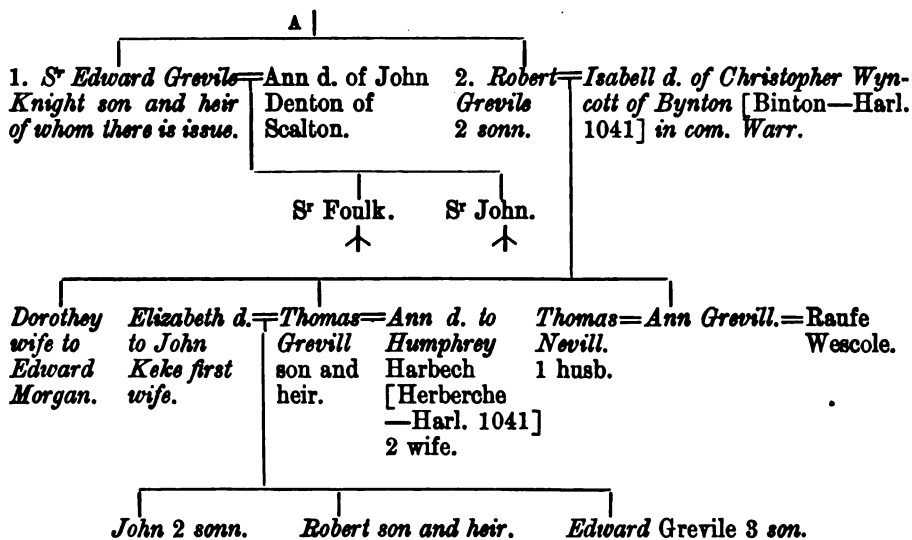 A
1. Sʳ Edward Grevile=Ann d. of John 2. Robert=Isabell d. of Christopher Wyn-
Knight son and heir Denton of Grevile cott of Bynton [Binton—Harl.
of whom there is issue. Scalton. 2 sonn. 1041] in com. Warr.
Sʳ Foulk. Sʳ John.
Dorothey Elizabeth d.=Thomas=Ann d. to Thomas=Ann Grevill.=Raufe
wife to to John Grevill Humphrey Nevill. Wescole.
Edward Keke first son and Harbech 1 husb.
Morgan. wife. heir. [Herberche
—Harl. 1041]
2 wife.
John 2 sonn. Robert son and heir. Edward Grevile 3 son.